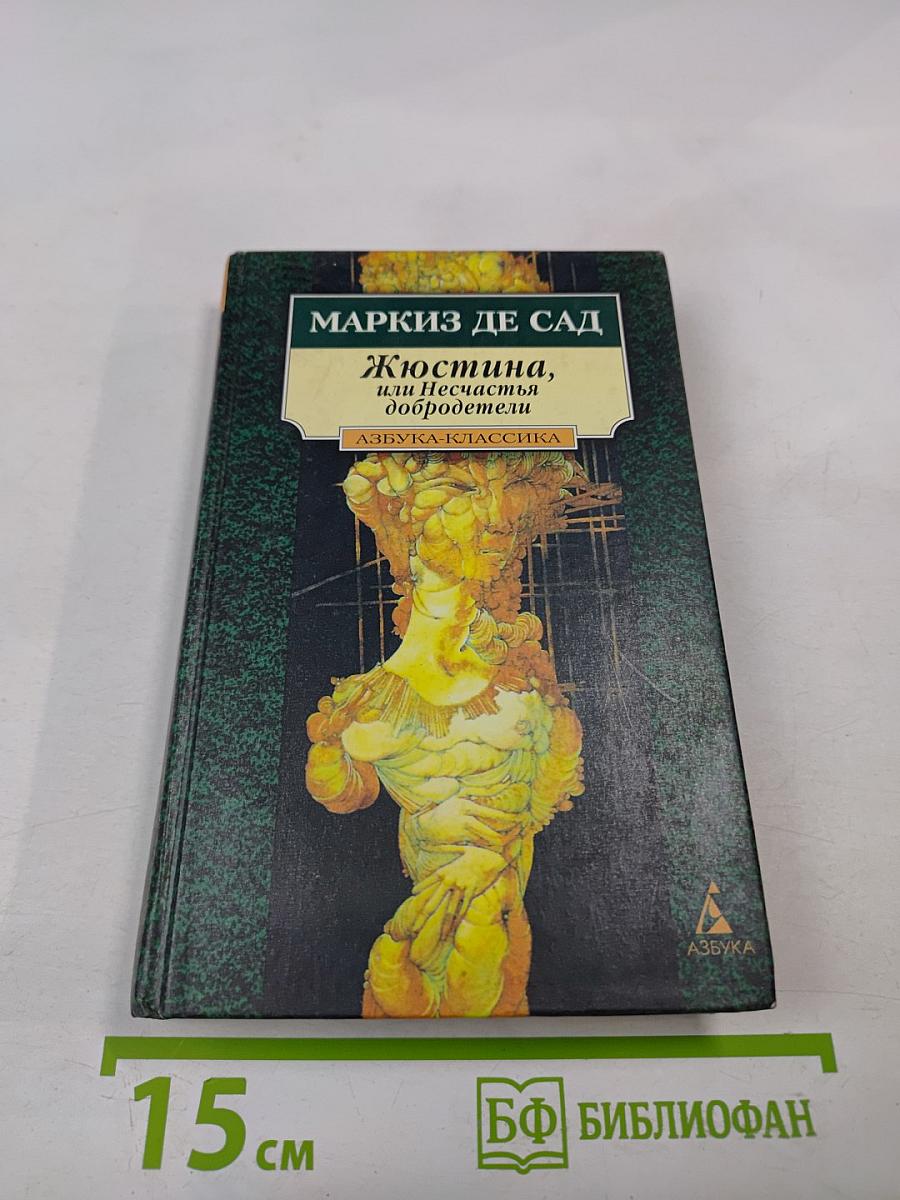 МАРКИЗ ДЕ САД
Жюстина,
или Несчастья
добродетели
АЗБУКА-КЛАССИКА
АЗБУКА
15 см
БФ БИБЛИОФАН